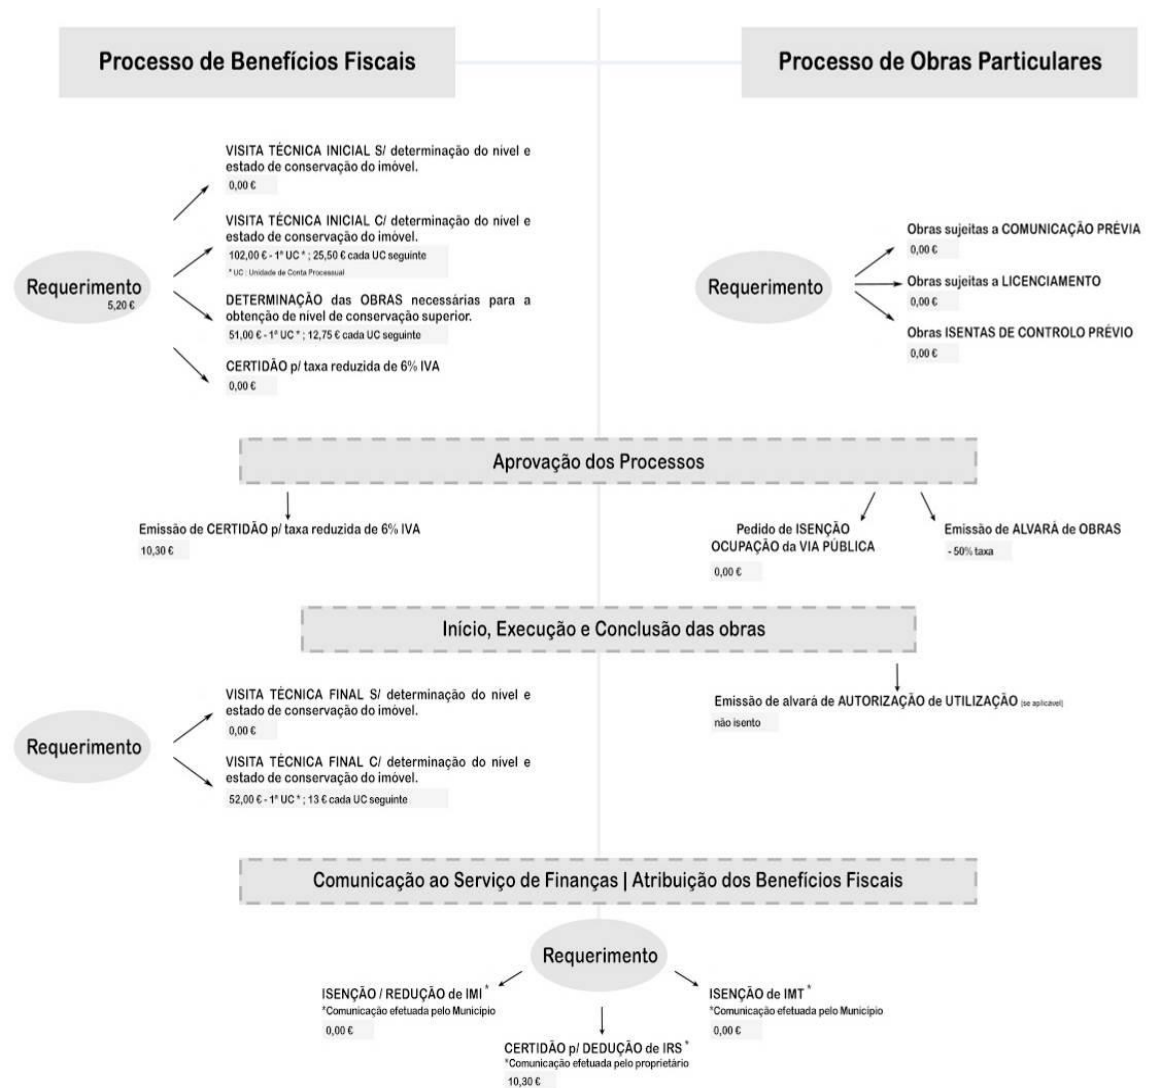 Processo de Benefícios Fiscais
Processo de Obras Particulares
VISITA TÉCNICA INICIAL S/ determinação do nível e
estado de conservação do imóvel.
0,00 €
VISITA TÉCNICA INICIAL C/ determinação do nível e
estado de conservação do imóvel.
102,00 € - 1ª UC * ; 25,50 € cada UC seguinte
* UC : Unidade de Conta Processual
Requerimento
5,20 €
DETERMINAÇÃO das OBRAS necessárias para a
obtenção de nível de conservação superior.
51,00 € - 1ª UC * ; 12,75 € cada UC seguinte
CERTIDÃO p/ taxa reduzida de 6% IVA
0,00 €
Requerimento
Obras sujeitas a COMUNICAÇÃO PRÉVIA
0,00 €
Obras sujeitas a LICENCIAMENTO
0,00 €
Obras ISENTAS DE CONTROLO PRÉVIO
0,00 €
Aprovação dos Processos
Emissão de CERTIDÃO p/ taxa reduzida de 6% IVA
10,30 €
Pedido de ISENÇÃO
OCUPAÇÃO da VIA PÚBLICA
0,00 €
Emissão de ALVARÁ de OBRAS
- 50% taxa
Início, Execução e Conclusão das obras
Requerimento
VISITA TÉCNICA FINAL S/ determinação do nível e
estado de conservação do imóvel.
0,00 €
VISITA TÉCNICA FINAL C/ determinação do nível e
estado de conservação do imóvel.
52,00 € - 1ª UC * ; 13 € cada UC seguinte
Emissão de alvará de AUTORIZAÇÃO de UTILIZAÇÃO (se aplicável)
não isento
Comunicação ao Serviço de Finanças | Atribuição dos Benefícios Fiscais
Requerimento
ISENÇÃO / REDUÇÃO de IMI *
*Comunicação efetuada pelo Município
0,00 €
ISENÇÃO de IMT *
*Comunicação efetuada pelo Município
0,00 €
CERTIDÃO p/ DEDUÇÃO de IRS *
*Comunicação efetuada pelo proprietário
10,30 €